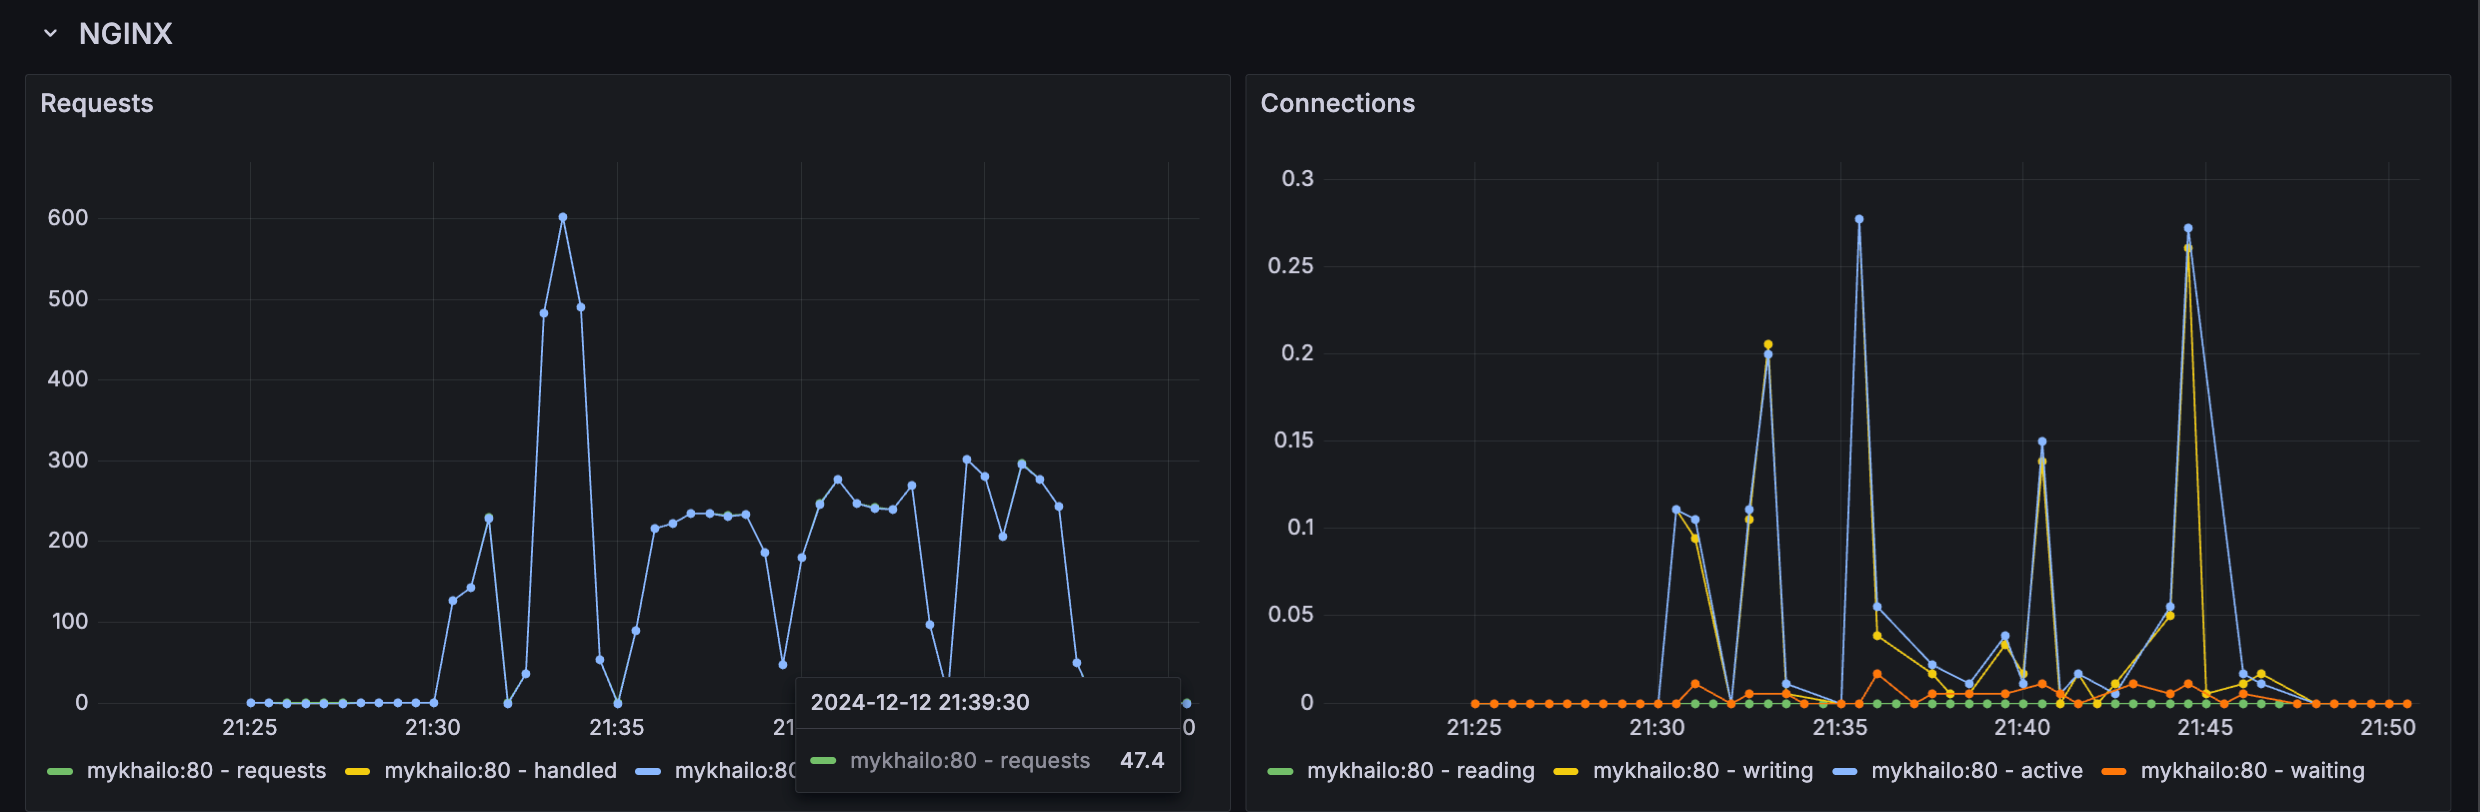 NGINX
Requests
600
500
400
300
200
100
0
21:25 21:30 21:35 21 0
mykhailo:80 - requests mykhailo:80 - handled mykhailo:80
2024-12-12 21:39:30
mykhailo:80 - requests 47.4
Connections
0.3
0.25
0.2
0.15
0.1
0.05
0
21:25 21:30 21:35 21:40 21:45 21:50
mykhailo:80 - reading mykhailo:80 - writing mykhailo:80 - active mykhailo:80 - waiting